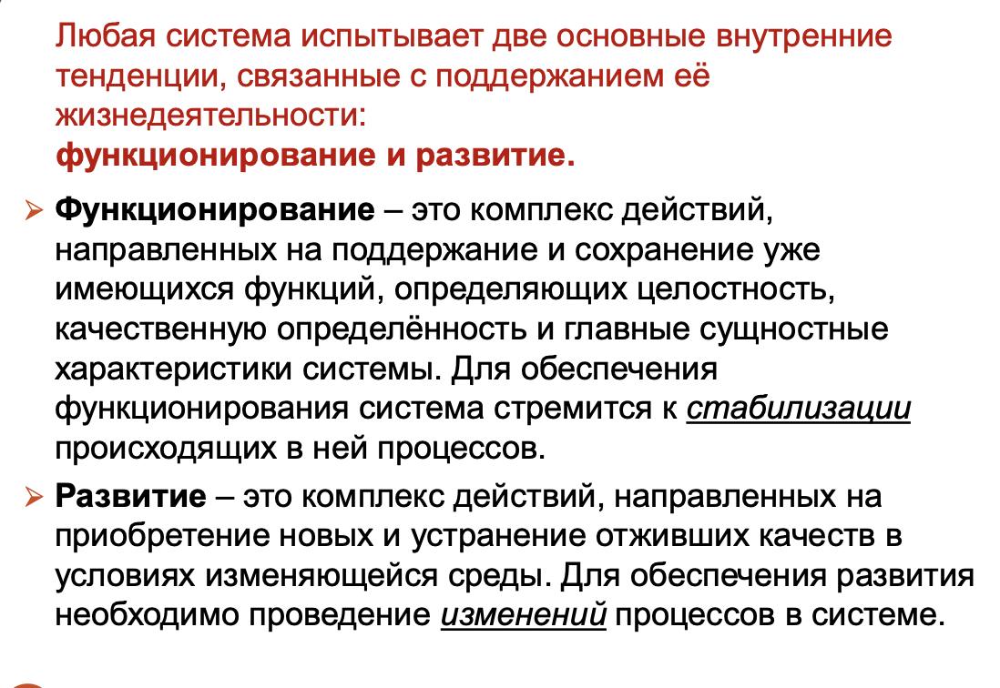 Любая система испытывает две основные внутренние
тенденции, связанные с поддержанием её
жизнедеятельности:
функционирование и развитие.
Функционирование – это комплекс действий,
направленных на поддержание и сохранение уже
имеющихся функций, определяющих целостность,
качественную определённость и главные сущностные
характеристики системы. Для обеспечения
функционирования система стремится к стабилизации
происходящих в ней процессов.
Развитие – это комплекс действий, направленных на
приобретение новых и устранение отживших качеств в
условиях изменяющейся среды. Для обеспечения развития
необходимо проведение изменений процессов в системе.